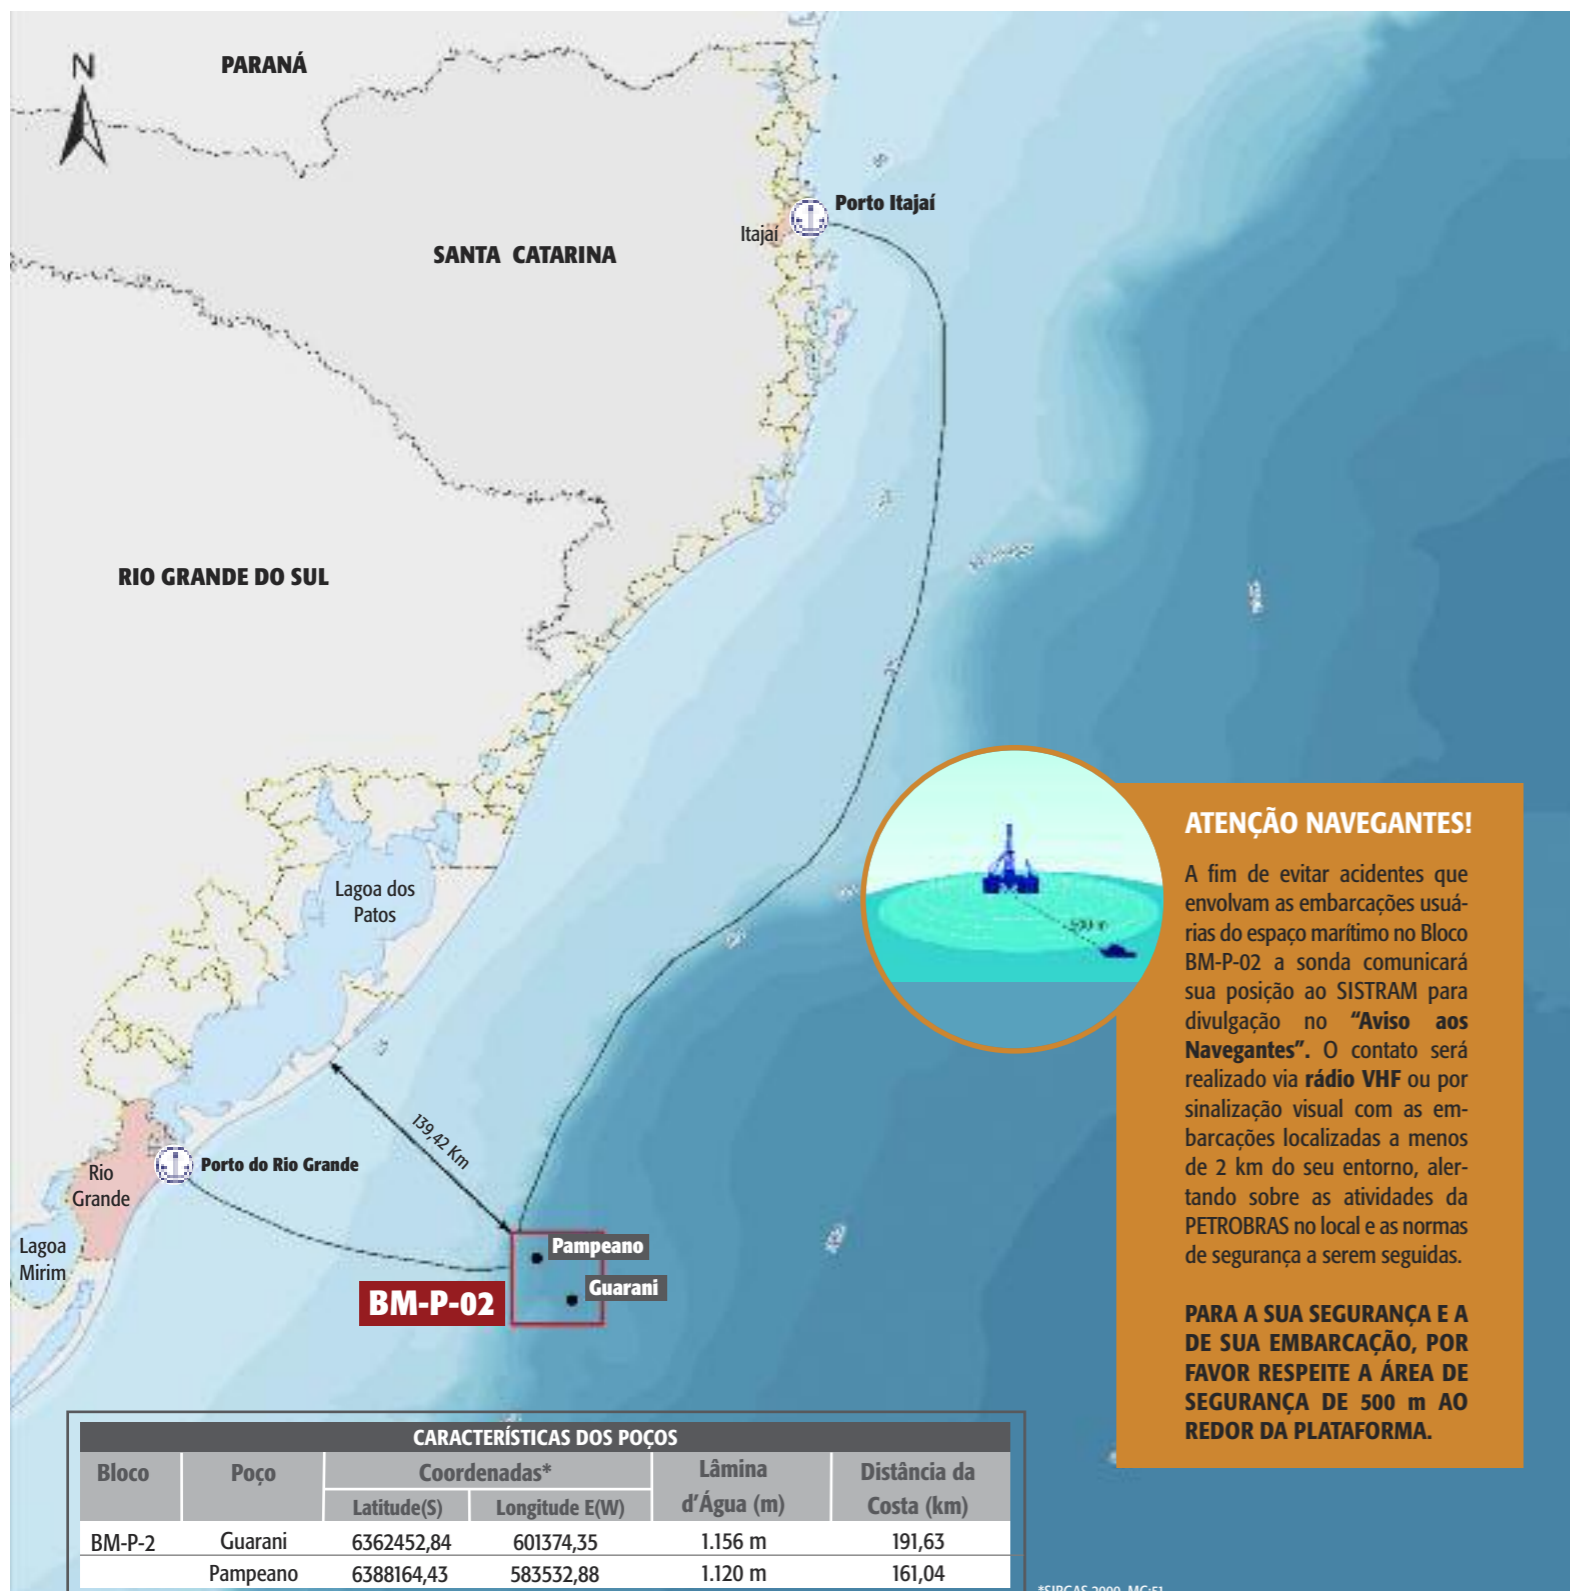 N
PARANÁ
Porto Itajaí
Itajaí
SANTA CATARINA
RIO GRANDE DO SUL
Lagoa dos
Patos
139,42 Km
Porto do Rio Grande
Rio
Grande
Lagoa
Mirim
Pampeano
Guarani
BM-P-02
500 m
ATENÇÃO NAVEGANTES!
A fim de evitar acidentes que
envolvam as embarcações usuá-
rias do espaço marítimo no Bloco
BM-P-02 a sonda comunicará
sua posição ao SISTRAM para
divulgação no "Aviso aos
Navegantes". O contato será
realizado via rádio VHF ou por
sinalização visual com as em-
barcações localizadas a menos
de 2 km do seu entorno, aler-
tando sobre as atividades da
PETROBRAS no local e as normas
de segurança a serem seguidas.
PARA A SUA SEGURANÇA E A
DE SUA EMBARCAÇÃO, POR
FAVOR RESPEITE A ÁREA DE
SEGURANÇA DE 500 m AO
REDOR DA PLATAFORMA.
CARACTERÍSTICAS DOS POÇOS
Bloco Poço Coordenadas* Lâmina d'Água (m) Distância da Costa (km)
Latitude(S) Longitude E(W)
BM-P-2 Guarani 6362452,84 601374,35 1.156 m 191,63
Pampeano 6388164,43 583532,88 1.120 m 161,04